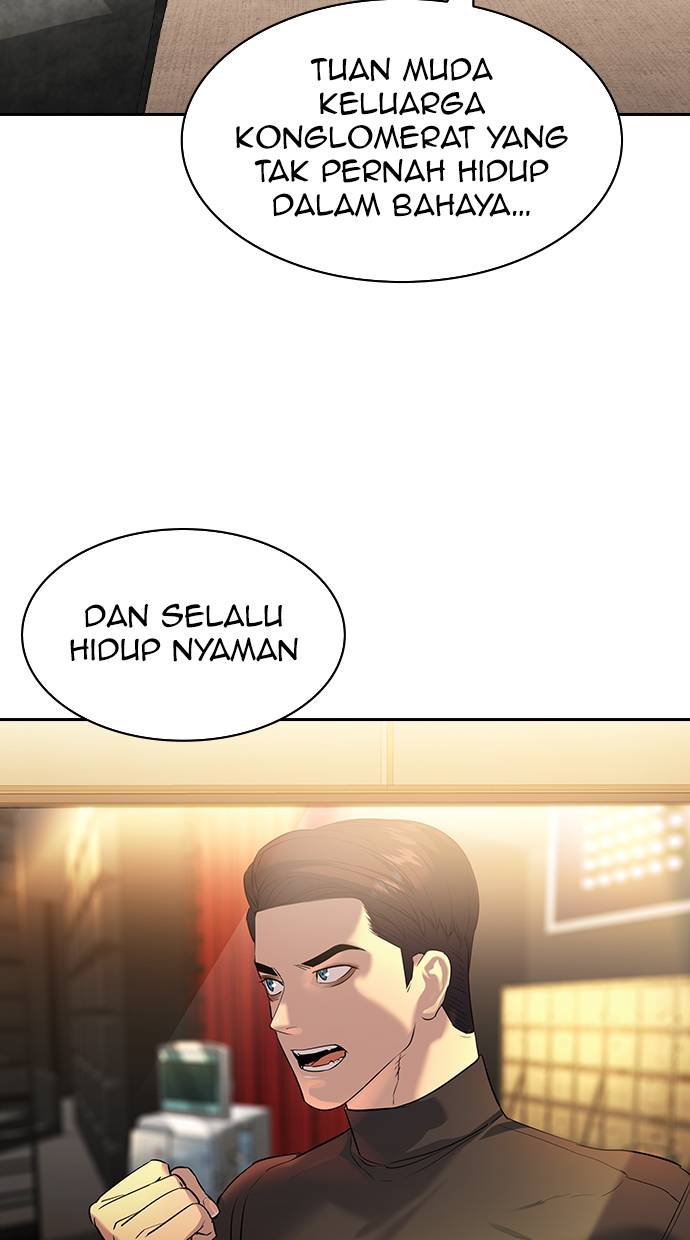 TUAN MUDA
KELUARGA
KONGLOMERAT YANG
TAK PERNAH HIDUP
DALAM BAHAYA...
DAN SELALU
HIDUP NYAMAN